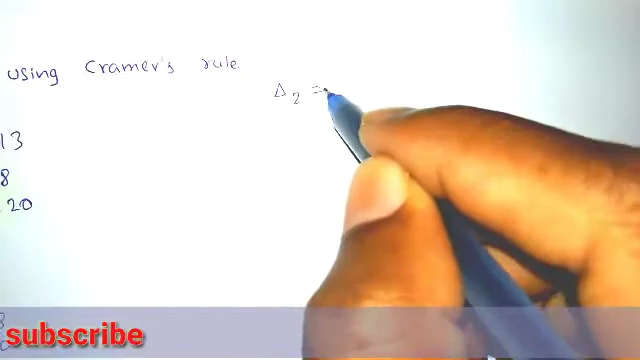 using Cramer's rule
Δ2 =
13
8
20
subscribe